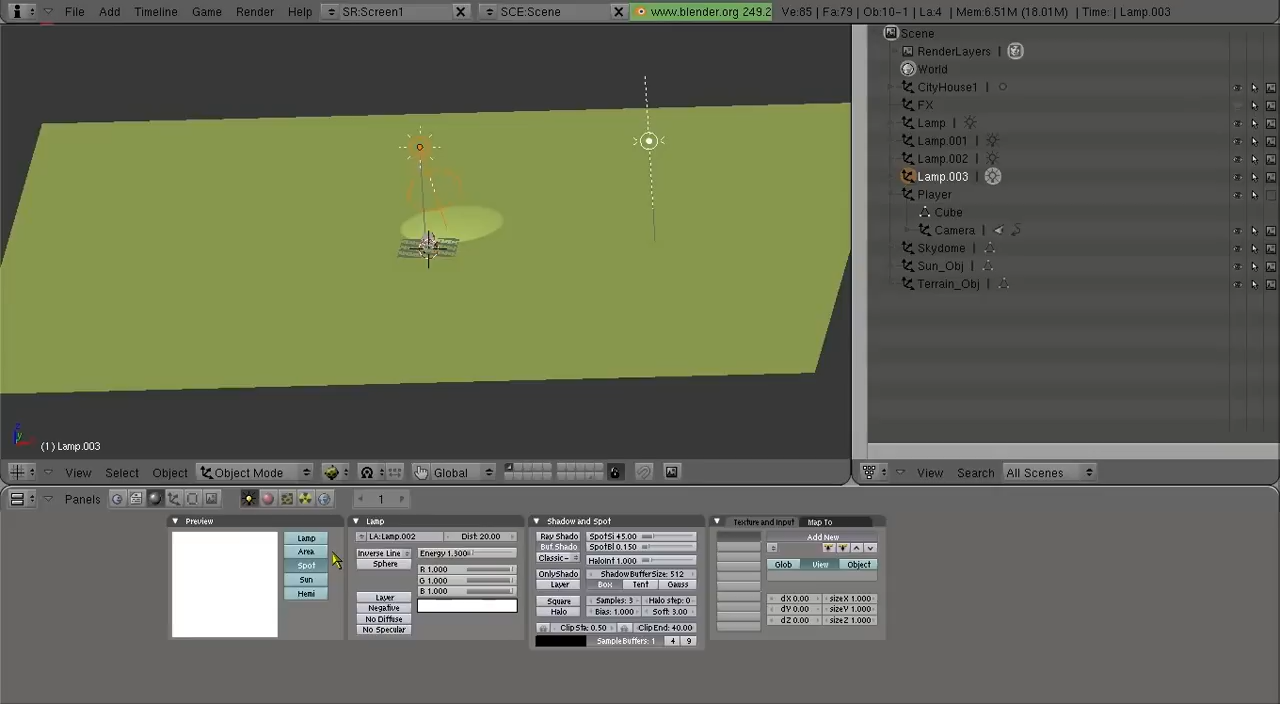 File Add Timeline Game Render Help SR:Screen1 SCE:Scene www.blender.org 249.2 Ve:85 | Fa:79 | Ob:10-1 | La:4 | Mem:6.51M (18.01M) | Time: | Lamp.003
Scene
RenderLayers |
World
CityHouse1 |
FX
Lamp |
Lamp.001 |
Lamp.002 |
Lamp.003 |
Player
Cube
Camera |
Skydome |
Sun_Obj |
Terrain_Obj |
(1) Lamp.003
View Select Object Object Mode Global
View Search All Scenes
Panels 1
Preview
Lamp
Area
Spot
Sun
Hemi
Lamp
LA:Lamp.002 Dist: 20.00
Inverse Line Energy 1.300
Sphere
R 1.000
G 1.000
B 1.000
Layer
Negative
No Diffuse
No Specular
Shadow and Spot
Ray Shado SpotSi 45.00
Buf Shado SpotBl 0.150
Classic- HaloInt 1.000
OnlyShado ShadowBufferSize: 512
Layer Box Tent Gauss
Square Samples: 3 Halo step: 0
Halo Bias: 1.000 Soft: 3.00
Clip Sta: 0.50 Clip End: 40.00
SampleBuffers: 1 4 9
Texture and Input Map To
Add New
Glob View Object
dX 0.00 sizeX 1.000
dY 0.00 sizeY 1.000
dZ 0.00 sizeZ 1.000